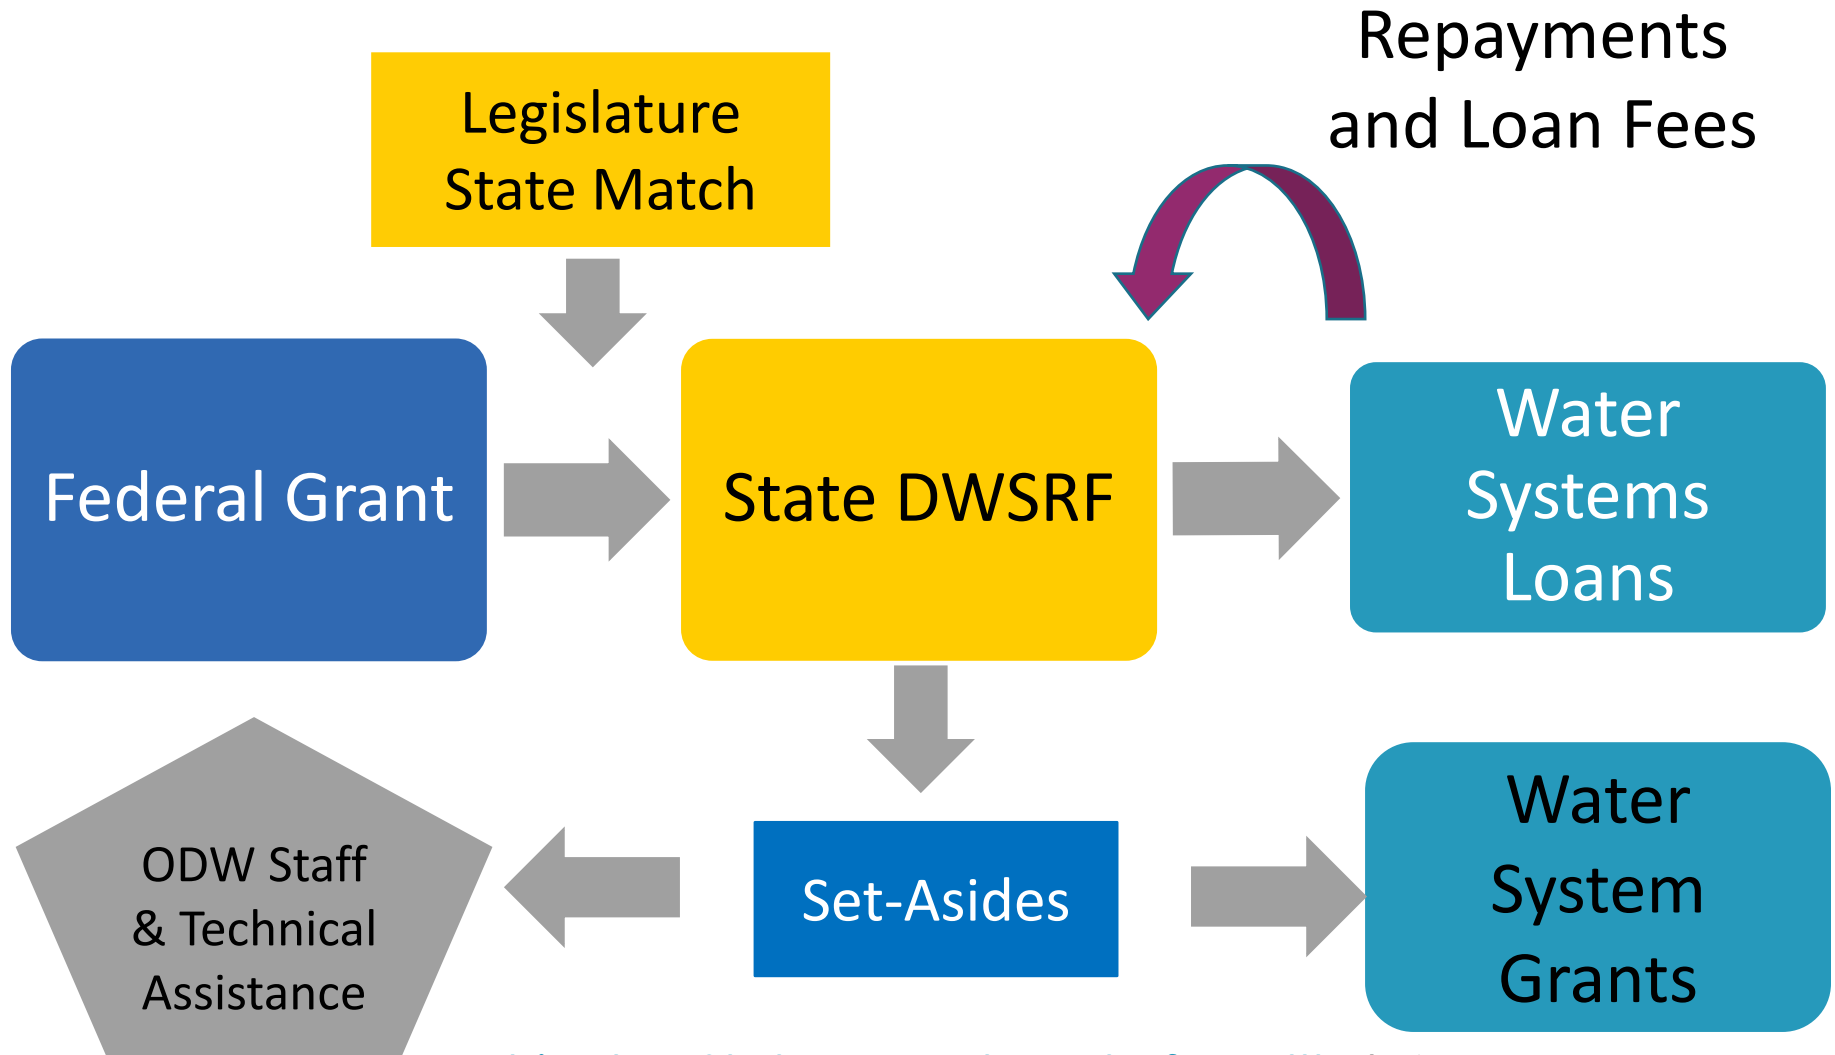 Repayments
and Loan Fees
Legislature
State Match
Federal Grant
State DWSRF
Water
Systems
Loans
ODW Staff
& Technical
Assistance
Set-Asides
Water
System
Grants